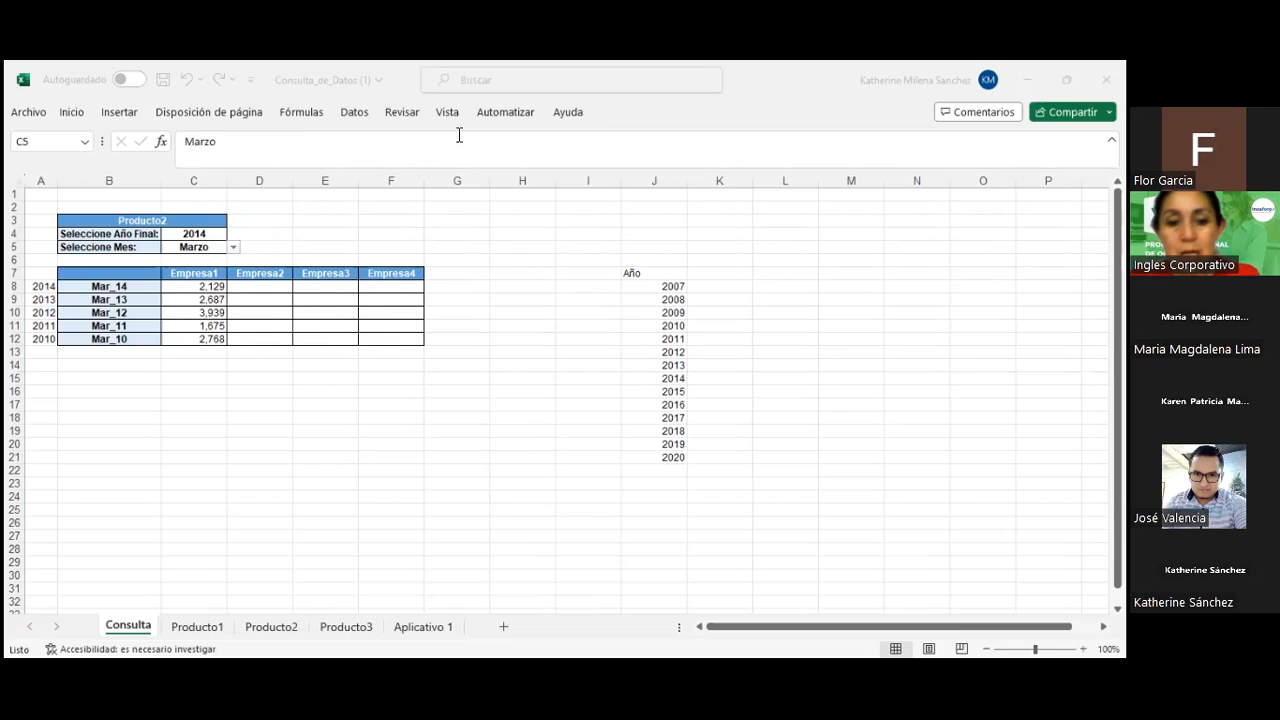 Autoguardado
Consulta_de_Datos (1)
Buscar
Katherine Milena Sanchez
KM
Archivo Inicio Insertar Disposición de página Fórmulas Datos Revisar Vista Automatizar Ayuda
Comentarios
Compartir
C5
fx
Marzo
A B C D E F G H I J K L M N O P
1
2
3 Producto2
4 Seleccione Año Final: 2014
5 Seleccione Mes: Marzo
6
7 Empresa1 Empresa2 Empresa3 Empresa4 Año
8 2014 Mar_14 2,129 2007
9 2013 Mar_13 2,687 2008
10 2012 Mar_12 3,939 2009
11 2011 Mar_11 1,675 2010
12 2010 Mar_10 2,768 2011
13 2012
14 2013
15 2014
16 2015
17 2016
18 2017
19 2018
20 2019
21 2020
22
23
24
25
26
27
28
29
30
31
32
Consulta Producto1 Producto2 Producto3 Aplicativo 1
Listo
Accesibilidad: es necesario investigar
100%
F
Flor Garcia
Ingles Corporativo
Maria Magdalena...
Maria Magdalena Lima
Karen Patricia Ma...
José Valencia
Katherine Sánchez
Katherine Sánchez